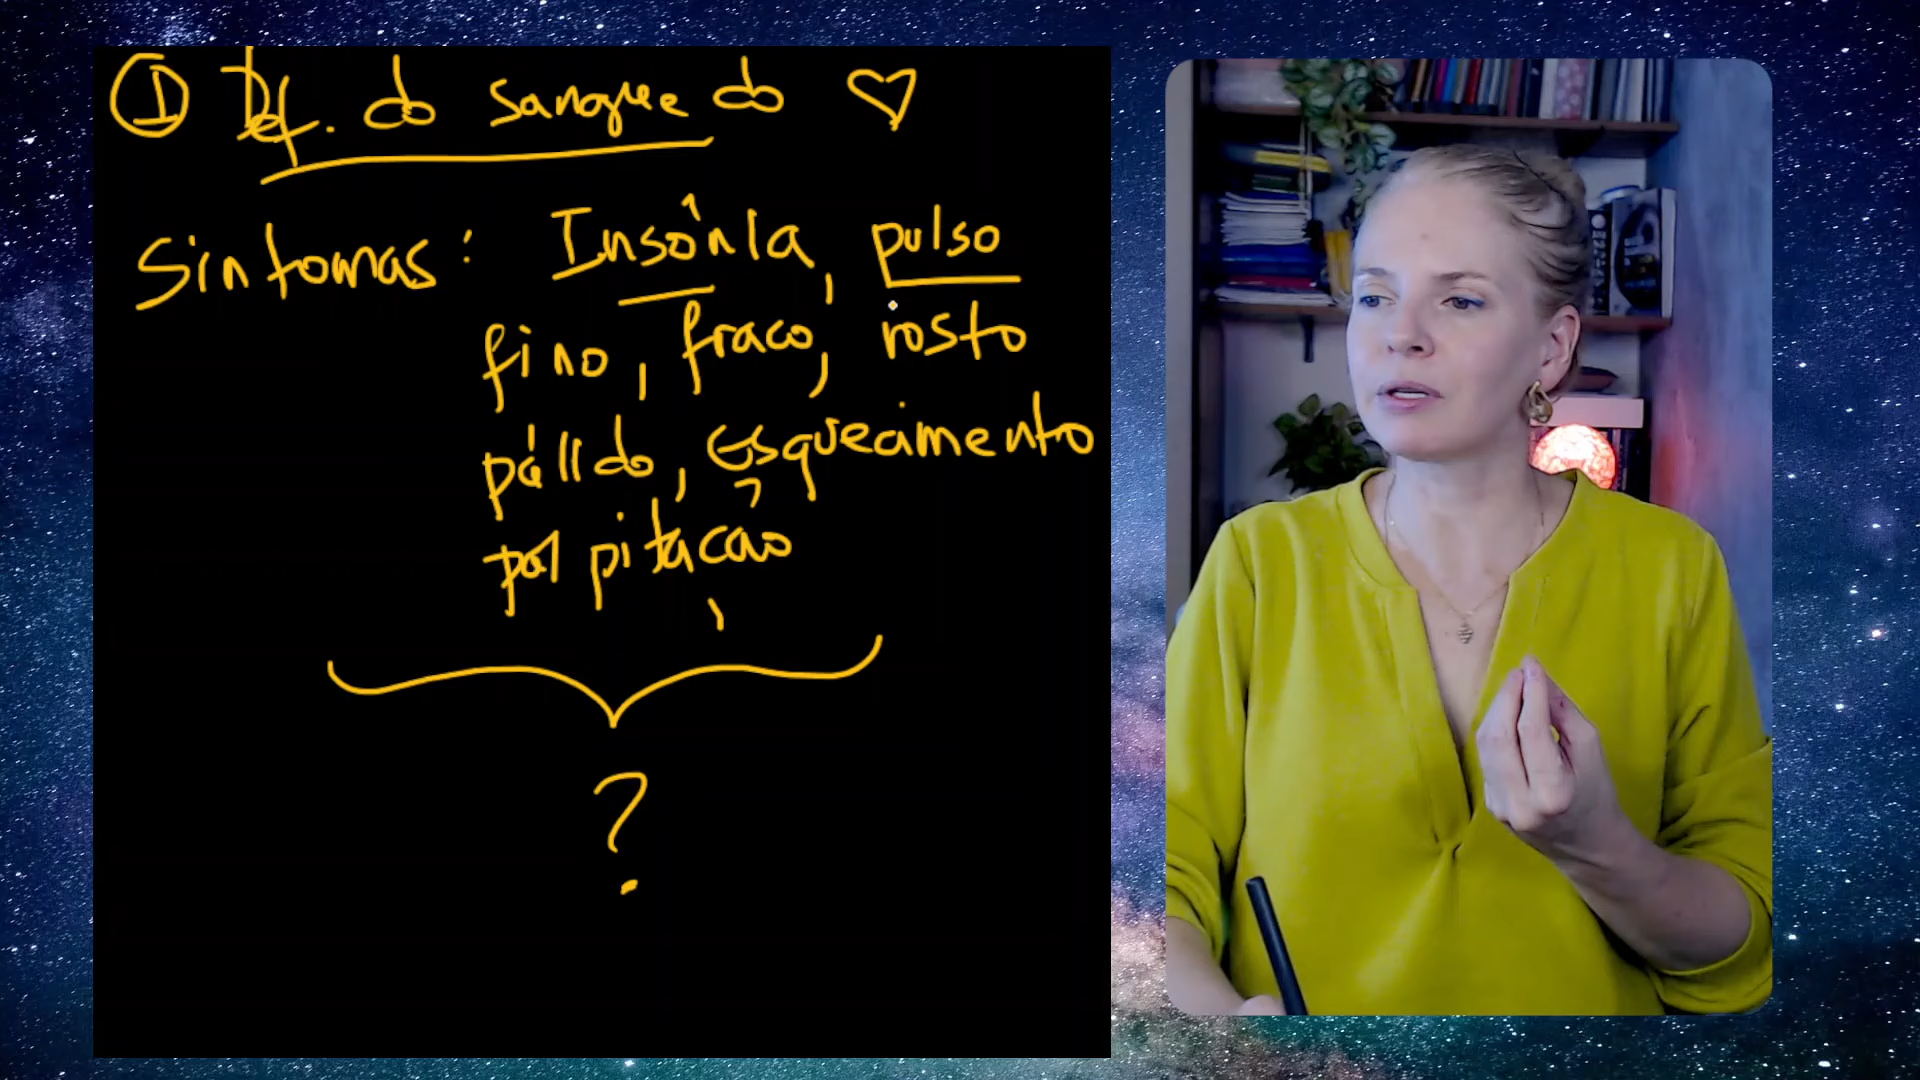 ① Def. do sangue do ♡
Sintomas: Insônia, pulso
fino, fraco, rosto
pálido, esquecimento,
palpitação,
?